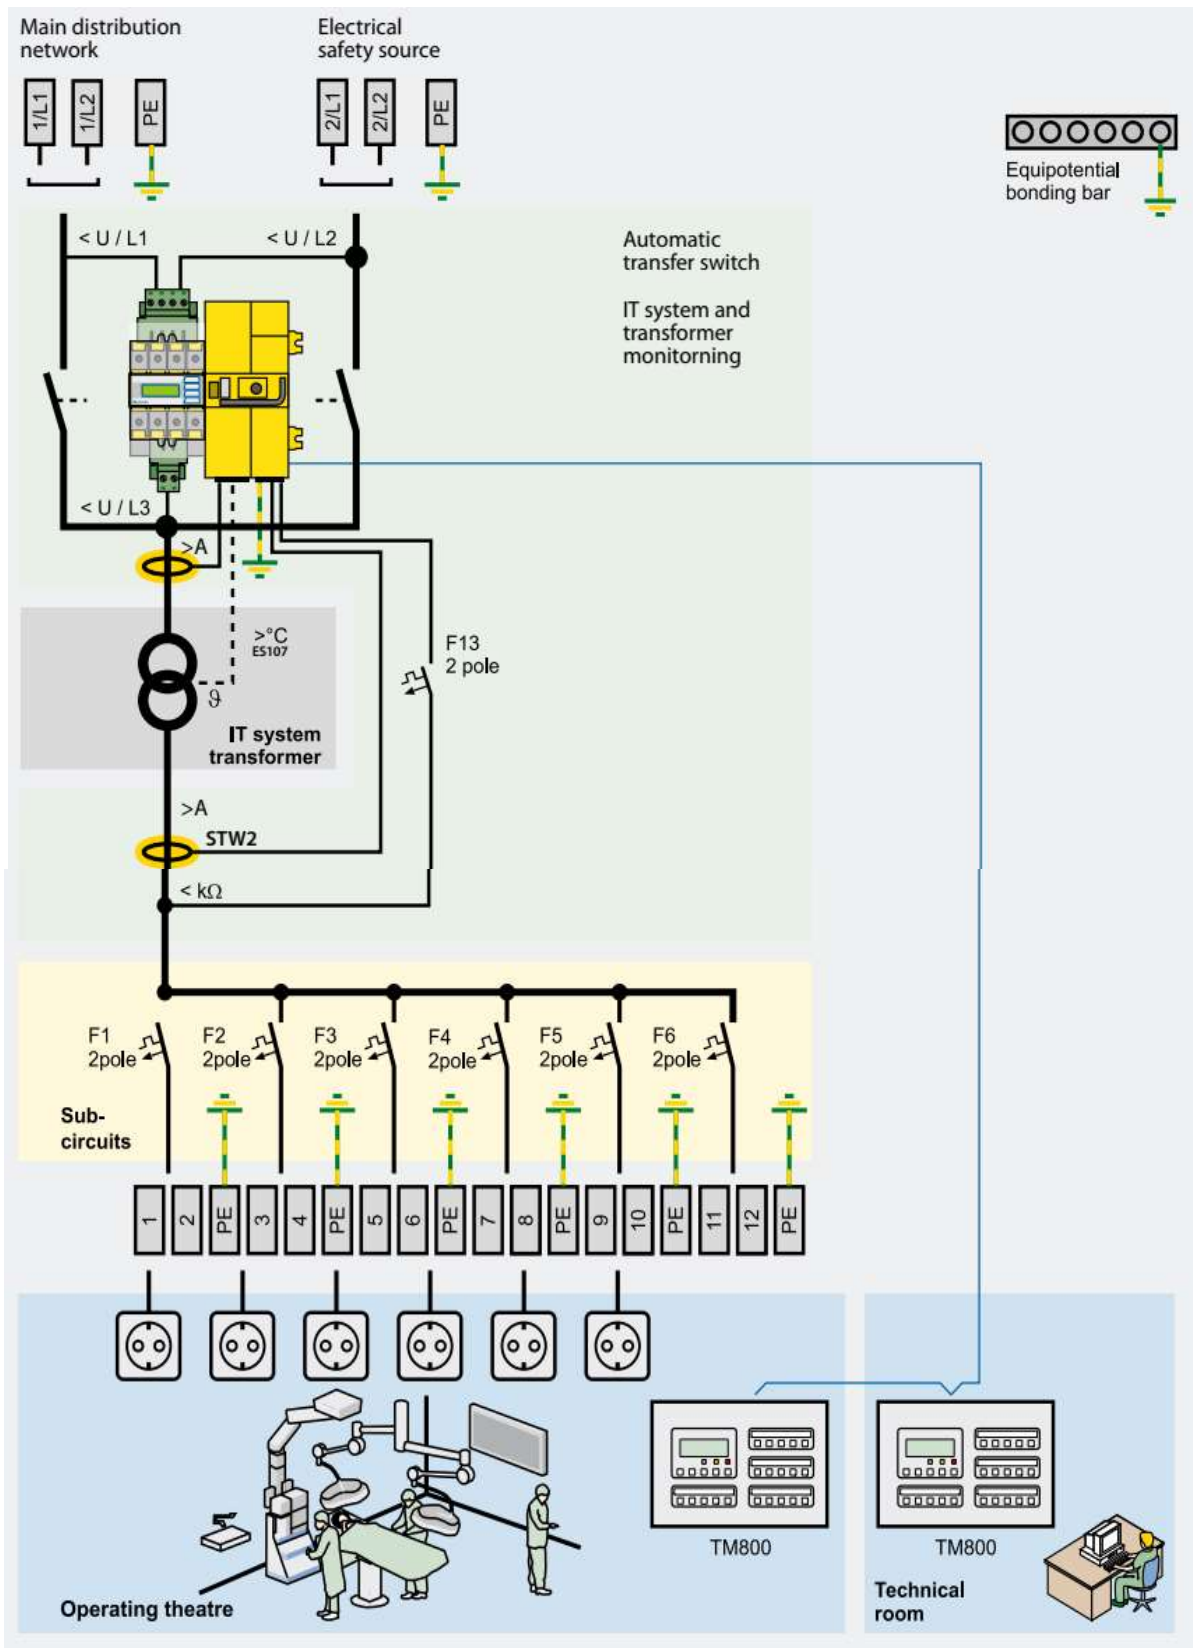 Main distribution
network
Electrical
safety source
1/L1
1/L2
PE
2/L1
2/L2
PE
Equipotential
bonding bar
< U / L1
< U / L2
Automatic
transfer switch
IT system and
transformer
monitorning
< U / L3
>A
>°C
ES107
F13
2 pole
ϑ
IT system
transformer
>A
STW2
< kΩ
F1
2pole
F2
2pole
F3
2pole
F4
2pole
F5
2pole
F6
2pole
Sub-
circuits
1
2
PE
3
4
PE
5
6
PE
7
8
PE
9
10
PE
11
12
PE
TM800
TM800
Operating theatre
Technical
room